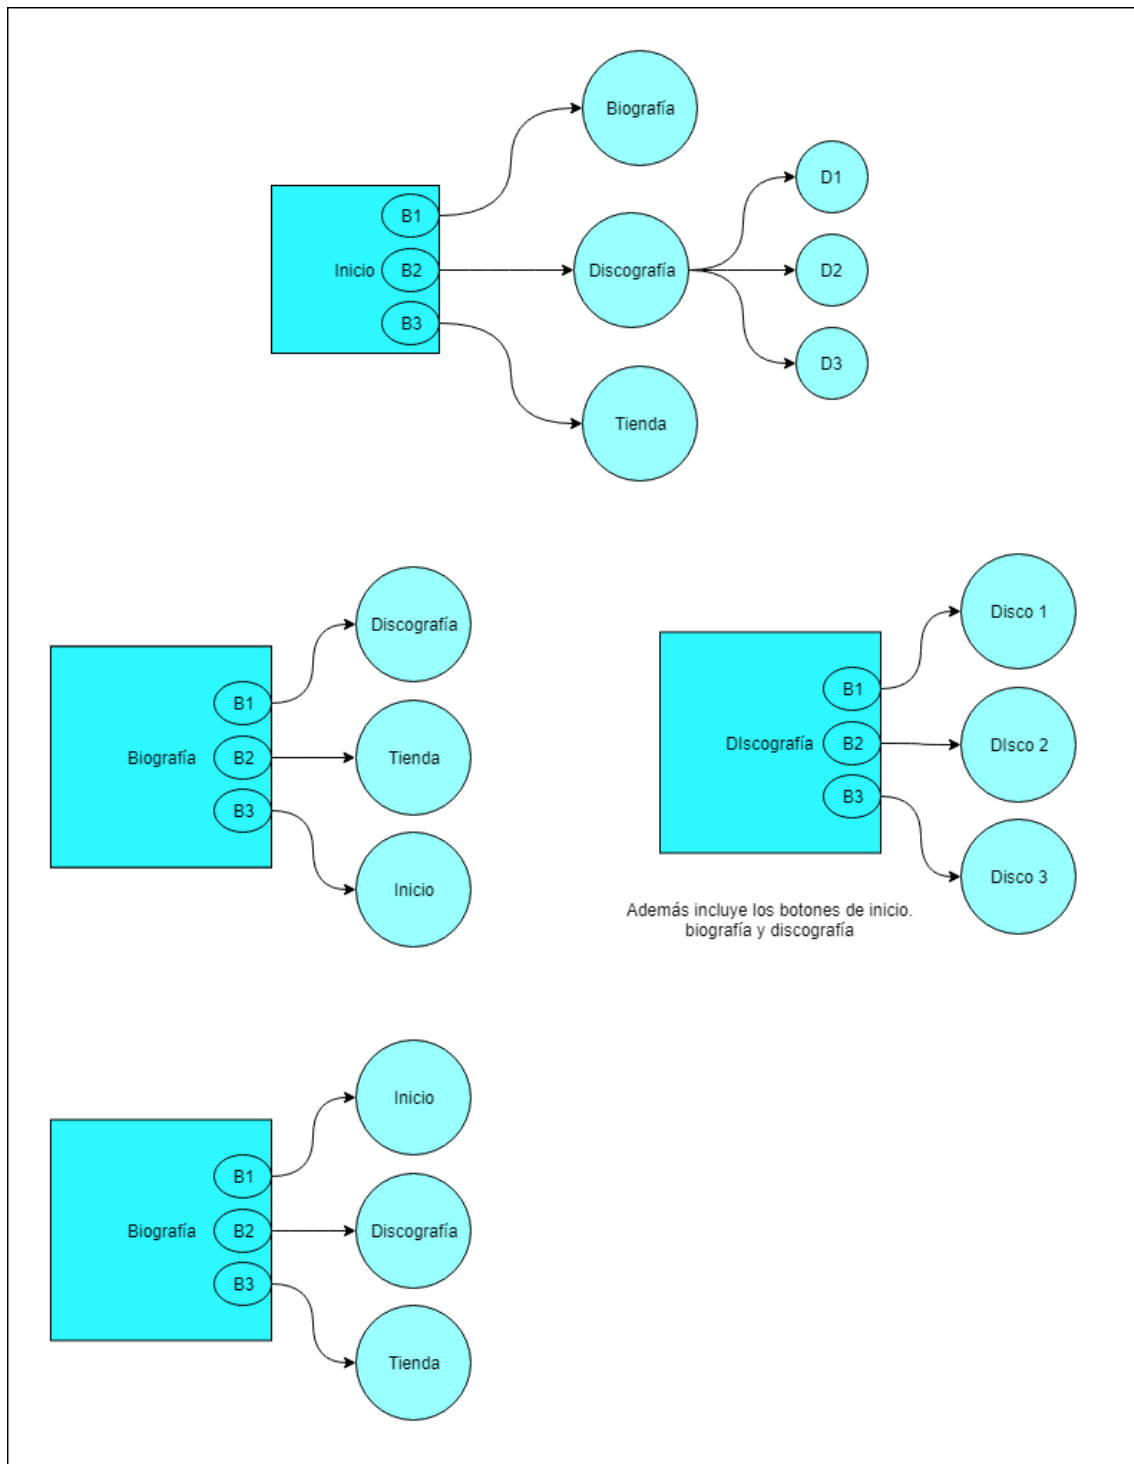 Biografía
B1
D1
Inicio
B2
Discografía
D2
B3
D3
Tienda
Discografía
B1
Biografía
B2
Tienda
B3
Inicio
Disco 1
B1
DIscografía
B2
DIsco 2
B3
Disco 3
Además incluye los botones de inicio.
biografía y discografía
Inicio
B1
Biografía
B2
Discografía
B3
Tienda